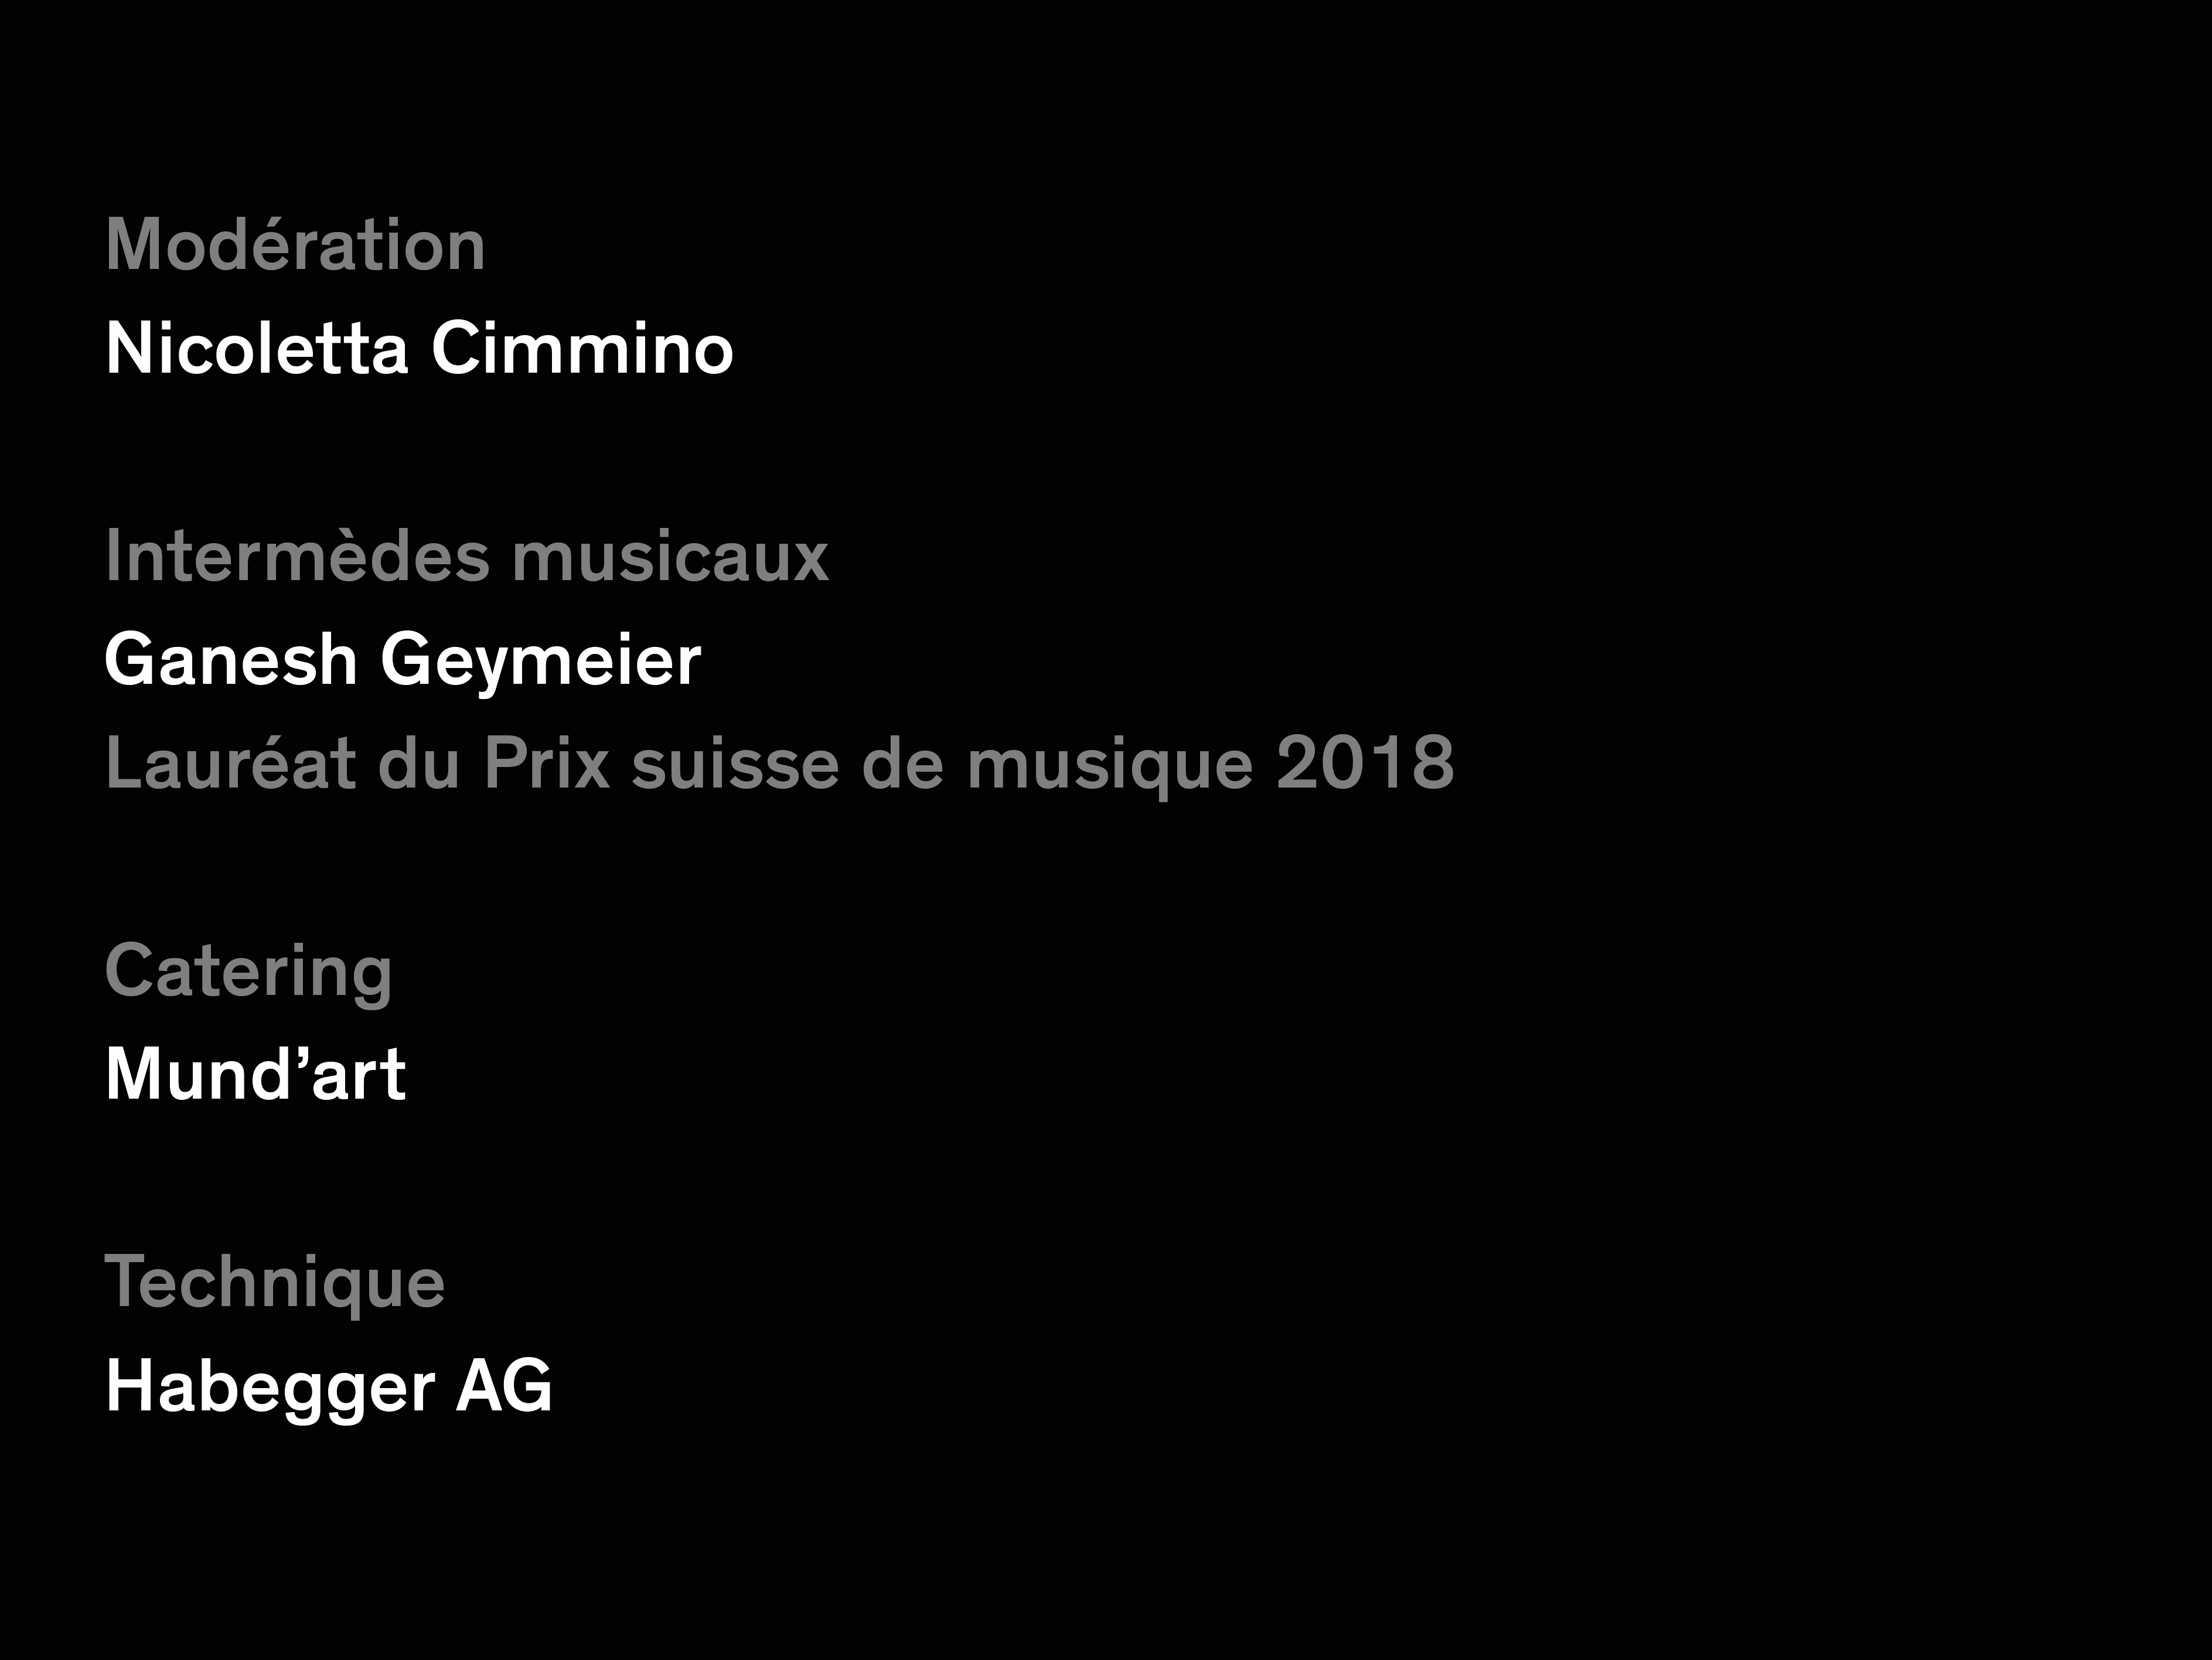 Modération
Nicoletta Cimmino
Intermèdes musicaux
Ganesh Geymeier
Lauréat du Prix suisse de musique 2018
Catering
Mund’art
Technique
Habegger AG